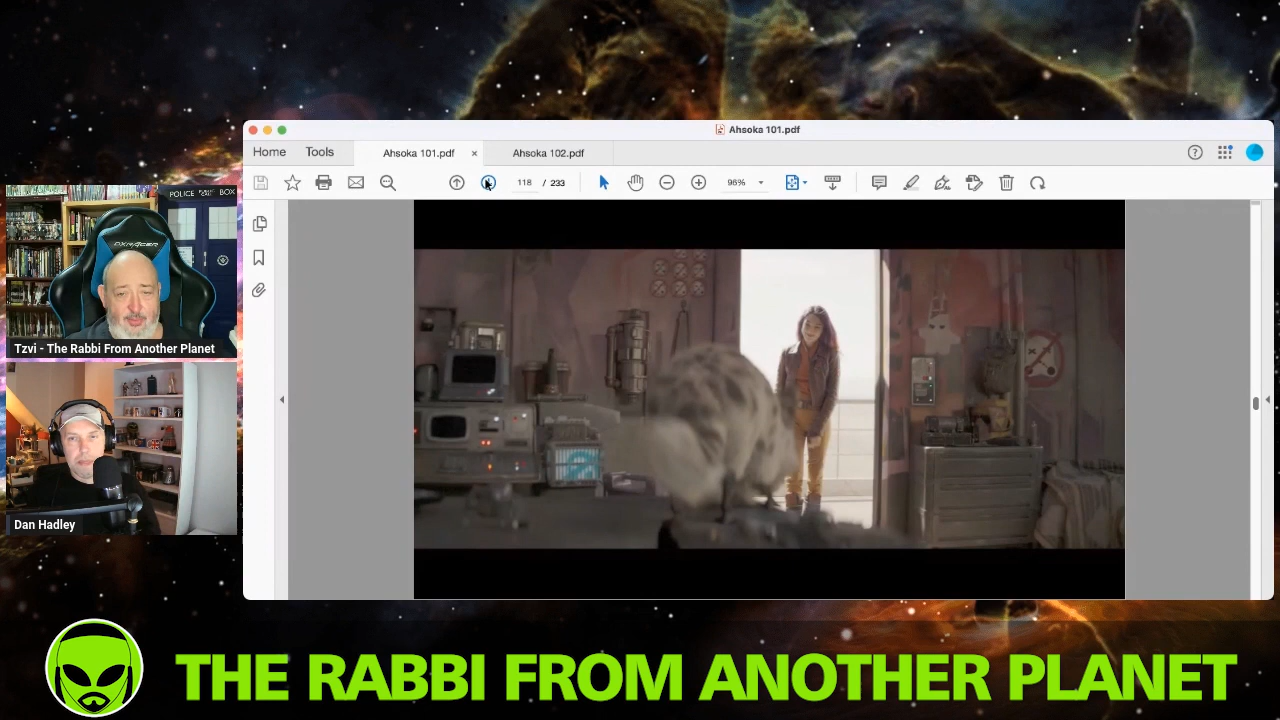 Ahsoka 101.pdf
Home Tools Ahsoka 101.pdf × Ahsoka 102.pdf
118 / 233 96%
POLICE BOX
DXRACER
Tzvi - The Rabbi From Another Planet
Dan Hadley
THE RABBI FROM ANOTHER PLANET